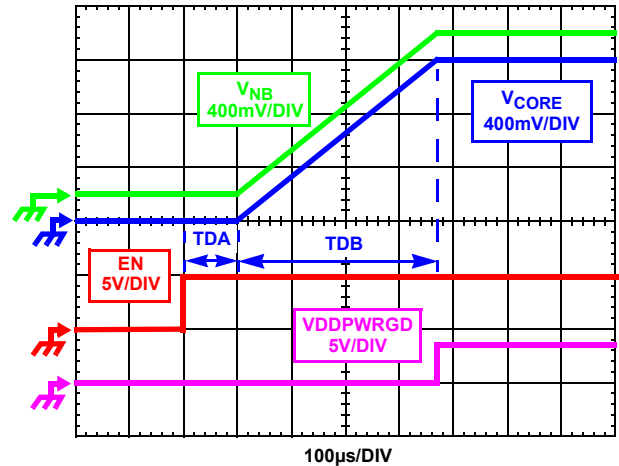 VNB
400mV/DIV
VCORE
400mV/DIV
TDA
TDB
EN
5V/DIV
VDDPWRGD
5V/DIV
100µs/DIV